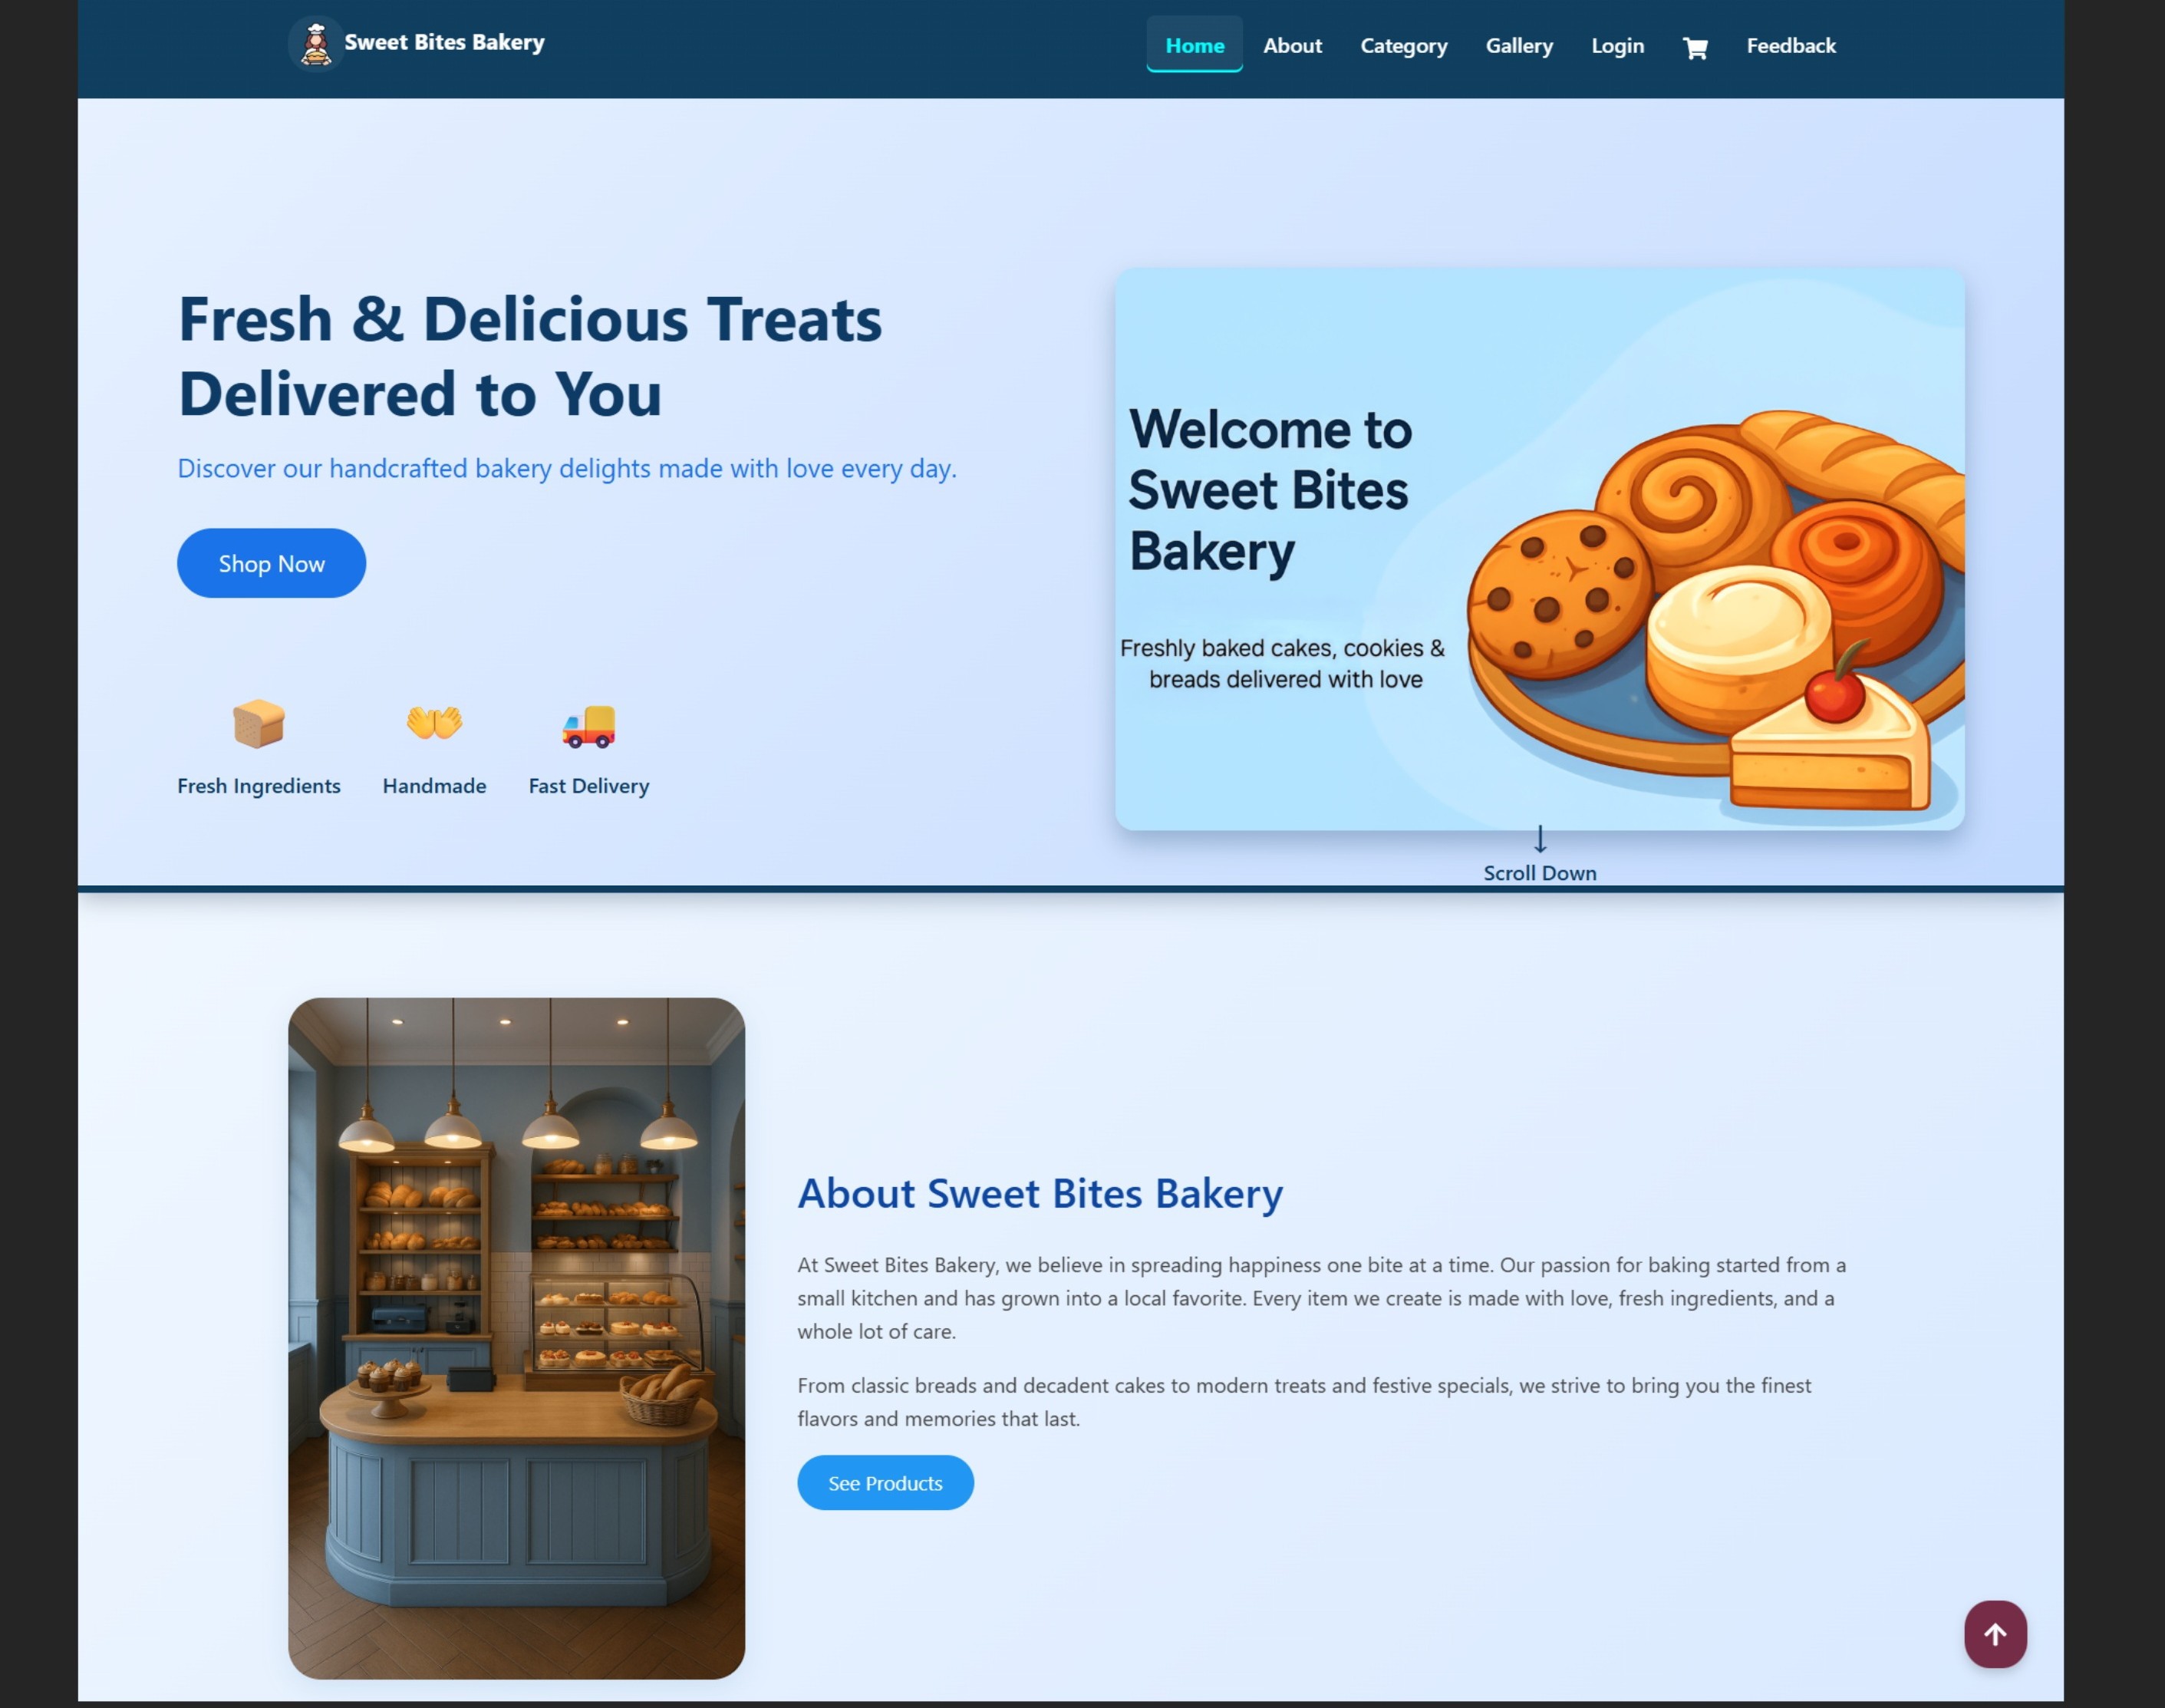 Sweet Bites Bakery
Home
About
Category
Gallery
Login
Feedback
Fresh & Delicious Treats
Delivered to You
Discover our handcrafted bakery delights made with love every day.
Shop Now
Fresh Ingredients
Handmade
Fast Delivery
Welcome to
Sweet Bites
Bakery
Freshly baked cakes, cookies &
breads delivered with love
↓
Scroll Down
About Sweet Bites Bakery
At Sweet Bites Bakery, we believe in spreading happiness one bite at a time. Our passion for baking started from a
small kitchen and has grown into a local favorite. Every item we create is made with love, fresh ingredients, and a
whole lot of care.
From classic breads and decadent cakes to modern treats and festive specials, we strive to bring you the finest
flavors and memories that last.
See Products